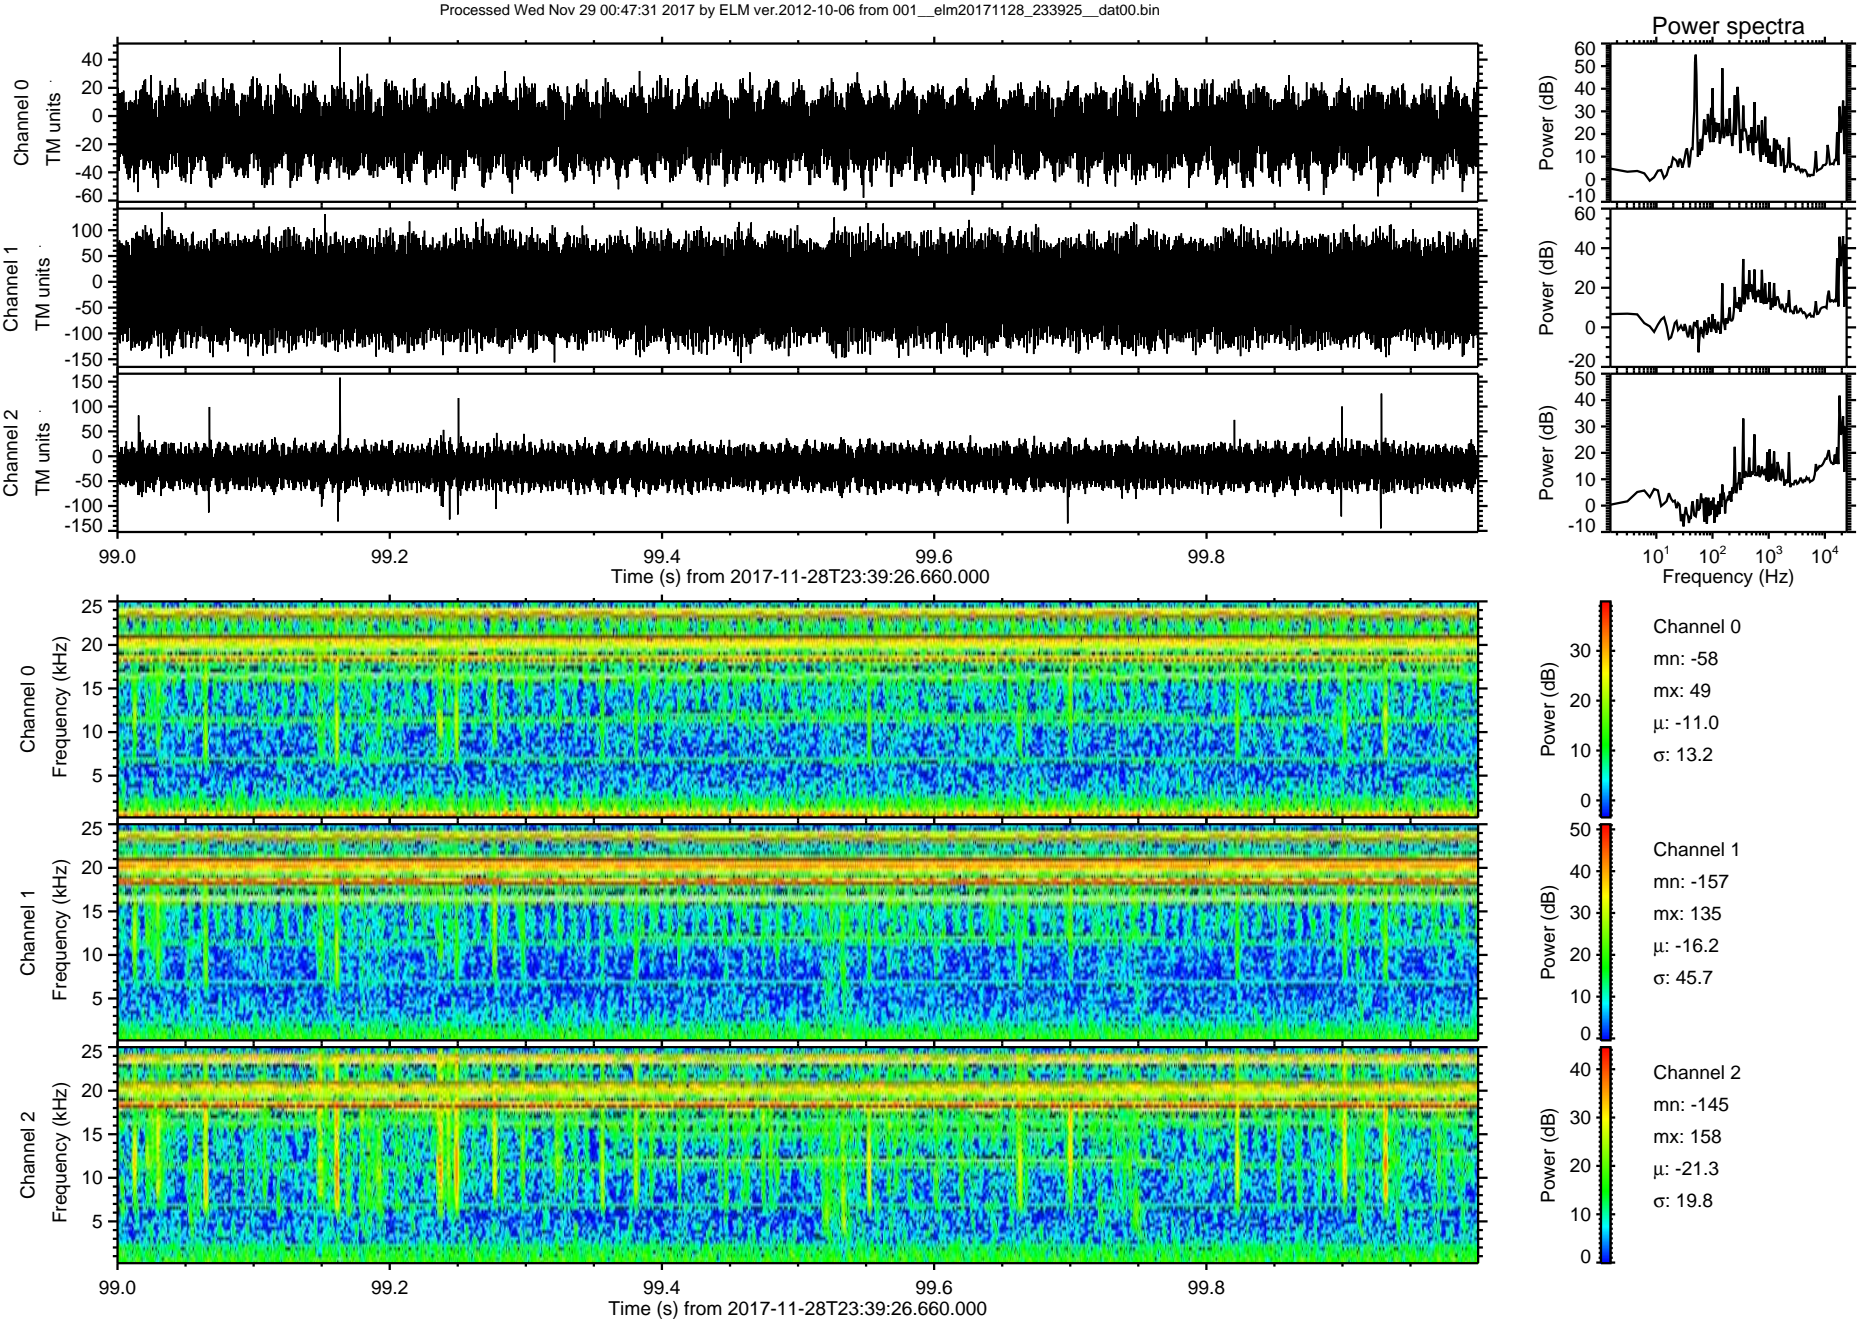 Processed Wed Nov 29 00:47:31 2017 by ELM ver.2012-10-06 from 001__elm20171128_233925__dat00.bin
Power spectra
Channel 0
TM units
40
20
0
-20
-40
-60
Power (dB)
60
50
40
30
20
10
0
-10
Channel 1
TM units
100
50
0
-50
-100
-150
Power (dB)
60
40
20
0
-20
Channel 2
TM units
150
100
50
0
-50
-100
-150
Power (dB)
50
40
30
20
10
0
-10
99.0 99.2 99.4 99.6 99.8
Time (s) from 2017-11-28T23:39:26.660.000
10¹ 10² 10³ 10⁴
Frequency (Hz)
Channel 0
Frequency (kHz)
25
20
15
10
5
Power (dB)
30
20
10
0
Channel 0
mn: -58
mx: 49
μ: -11.0
σ: 13.2
Channel 1
Frequency (kHz)
25
20
15
10
5
Power (dB)
50
40
30
20
10
0
Channel 1
mn: -157
mx: 135
μ: -16.2
σ: 45.7
Channel 2
Frequency (kHz)
25
20
15
10
5
Power (dB)
40
30
20
10
0
Channel 2
mn: -145
mx: 158
μ: -21.3
σ: 19.8
99.0 99.2 99.4 99.6 99.8
Time (s) from 2017-11-28T23:39:26.660.000